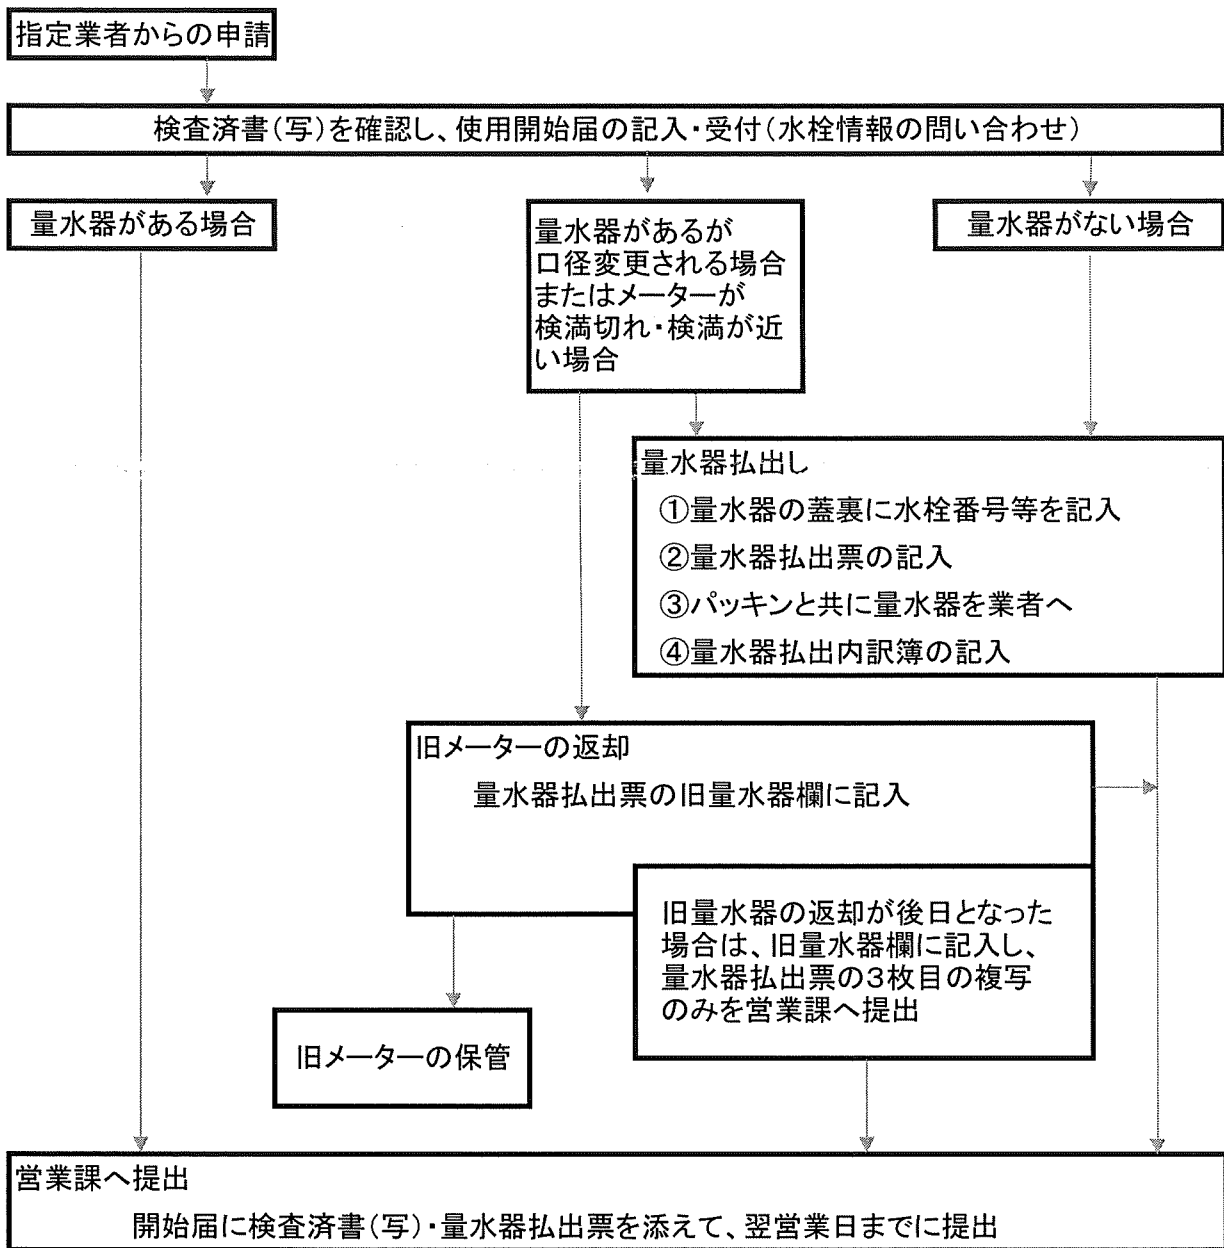 指定業者からの申請
検査済書(写)を確認し、使用開始届の記入・受付(水栓情報の問い合わせ)
量水器がある場合
量水器があるが
口径変更される場合
またはメーターが
検満切れ・検満が近
い場合
量水器がない場合
量水器払出し
①量水器の蓋裏に水栓番号等を記入
②量水器払出票の記入
③パッキンと共に量水器を業者へ
④量水器払出内訳簿の記入
旧メーターの返却
量水器払出票の旧量水器欄に記入
旧量水器の返却が後日となった
場合は、旧量水器欄に記入し、
量水器払出票の3枚目の複写
のみを営業課へ提出
旧メーターの保管
営業課へ提出
開始届に検査済書(写)・量水器払出票を添えて、翌営業日までに提出